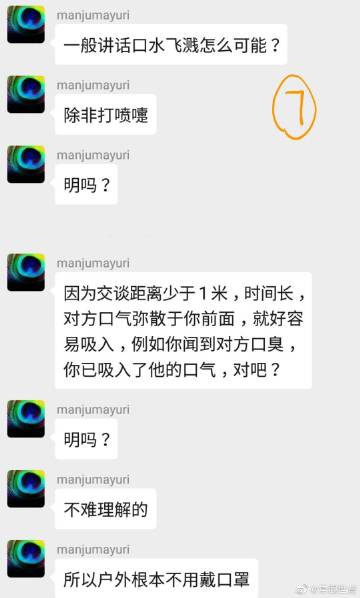 manjumayuri
一般讲话口水飞溅怎么可能？
manjumayuri
除非打喷嚏
7
manjumayuri
明吗？
manjumayuri
因为交谈距离少于1米，时间长，
对方口气弥散于你前面，就好容
易吸入，例如你闻到对方口臭，
你已吸入了他的口气，对吧？
manjumayuri
明吗？
manjumayuri
不难理解的
manjumayuri
所以户外根本不用戴口罩